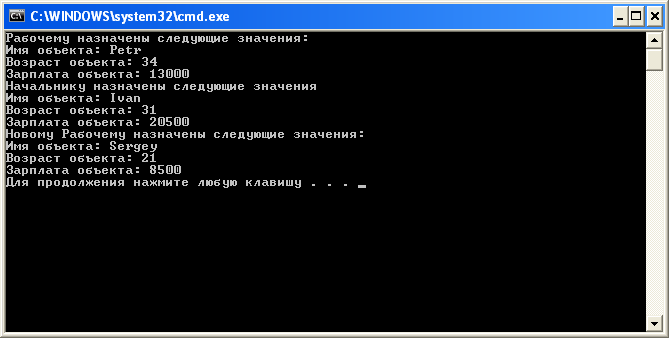 C:\WINDOWS\system32\cmd.exe
Рабочему назначены следующие значения:
Имя объекта: Petr
Возраст объекта: 34
Зарплата объекта: 13000
Начальнику назначены следующие значения
Имя объекта: Ivan
Возраст объекта: 31
Зарплата объекта: 20500
Новому Рабочему назначены следующие значения:
Имя объекта: Sergey
Возраст объекта: 21
Зарплата объекта: 8500
Для продолжения нажмите любую клавишу . . . _